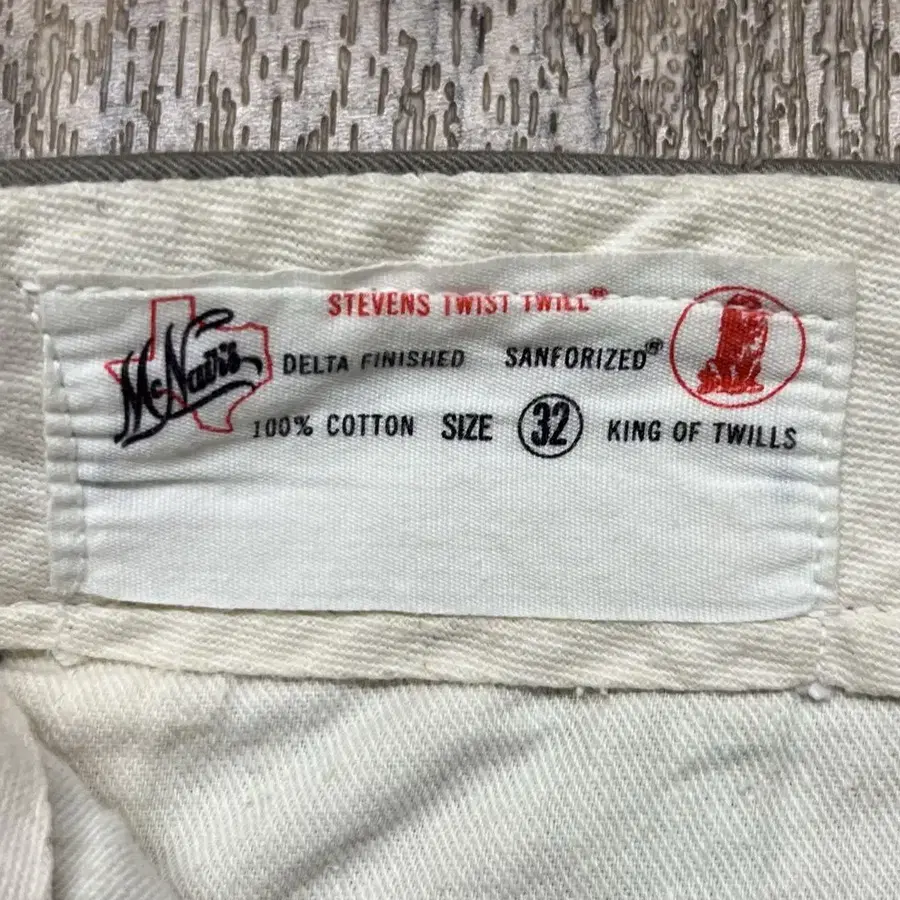 STEVENS TWIST TWILL®
McNair's
DELTA FINISHED SANFORIZED®
100% COTTON SIZE 32 KING OF TWILLS